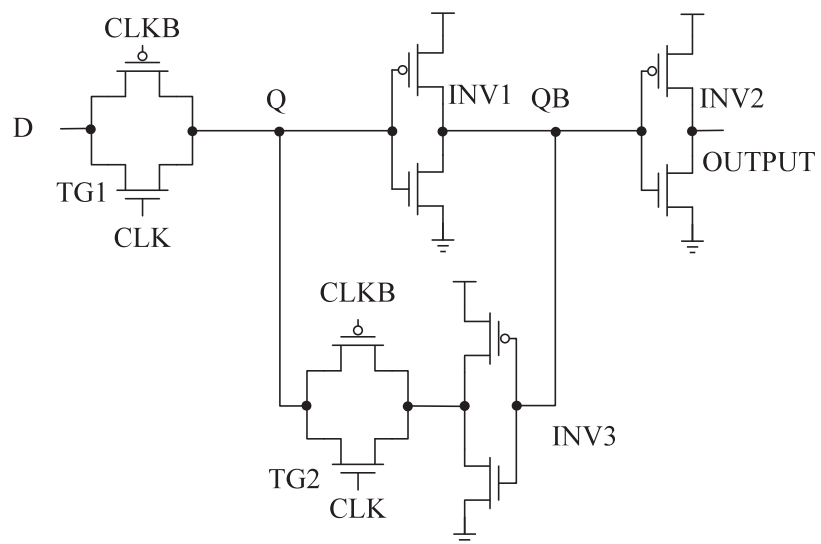 CLKB
D
TG1
CLK
Q
INV1
QB
INV2
OUTPUT
CLKB
TG2
CLK
INV3